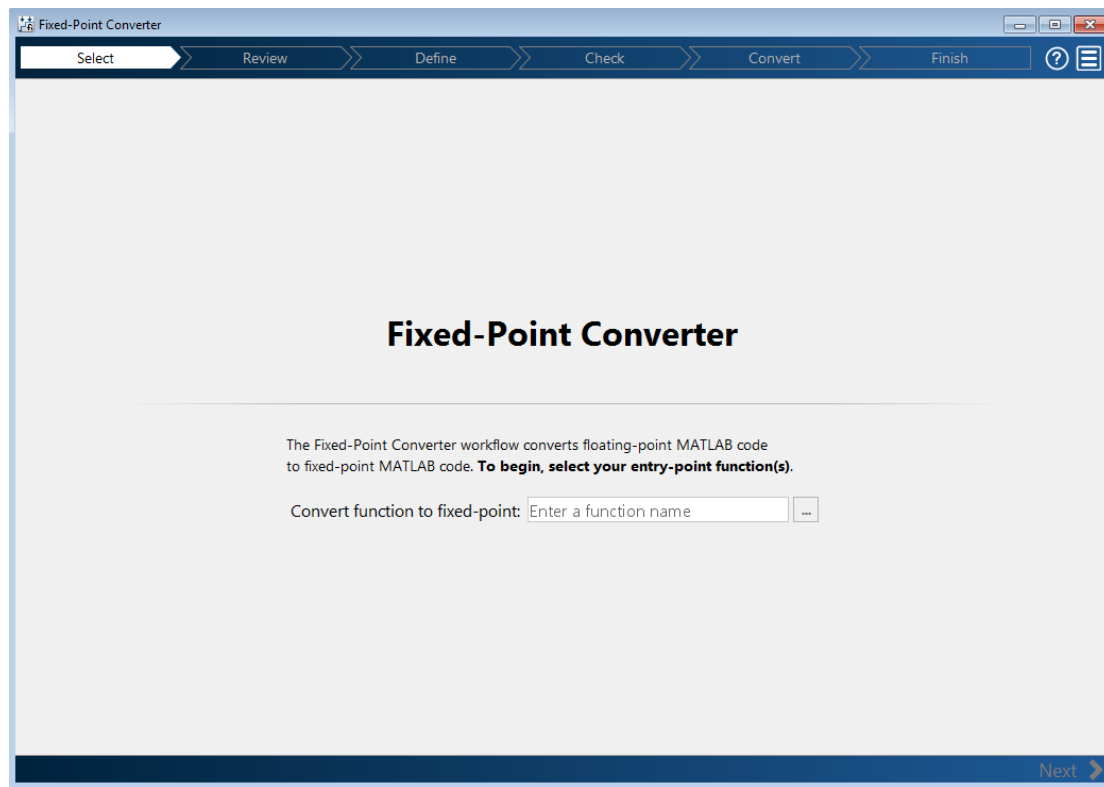 Fixed-Point Converter
Select Review Define Check Convert Finish
Fixed-Point Converter
The Fixed-Point Converter workflow converts floating-point MATLAB code
to fixed-point MATLAB code. To begin, select your entry-point function(s).
Convert function to fixed-point: Enter a function name ...
Next